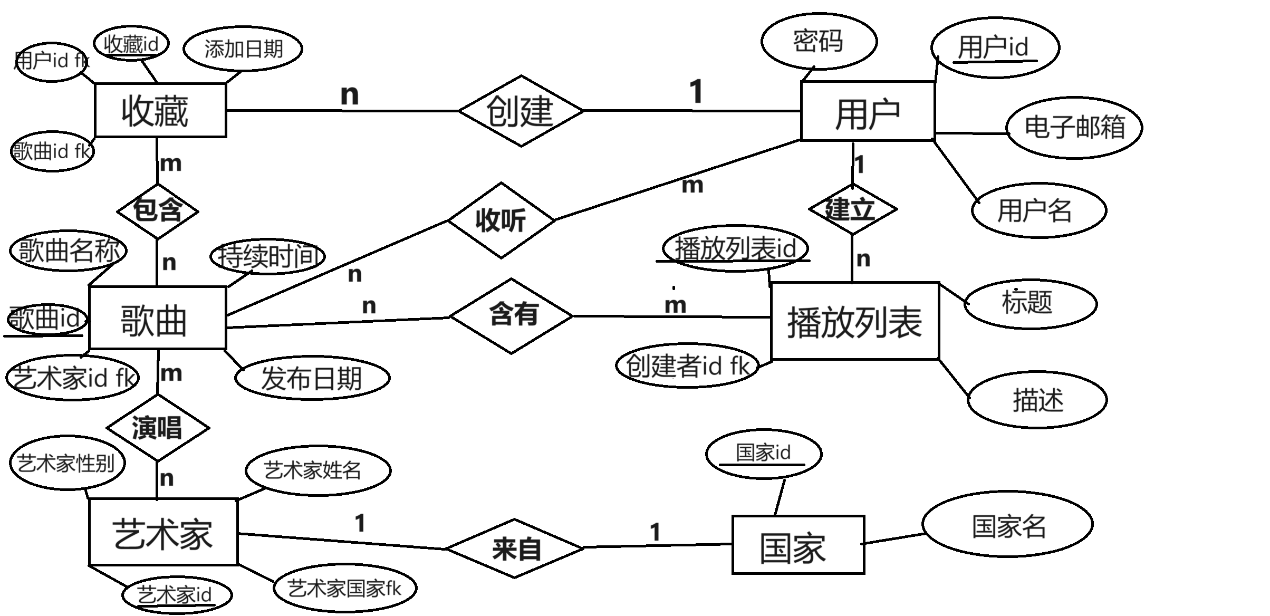 用户id fk
收藏id
添加日期
密码
用户id
收藏
n
创建
1
用户
电子邮箱
歌曲id fk
m
包含
收听
m
1
建立
用户名
歌曲名称
持续时间
n
n
播放列表id
n
歌曲id
歌曲
n
含有
m
播放列表
标题
艺术家id fk
m
发布日期
创建者id fk
描述
演唱
艺术家性别
n
艺术家姓名
国家id
艺术家
1
来自
1
国家
国家名
艺术家id
艺术家国家fk